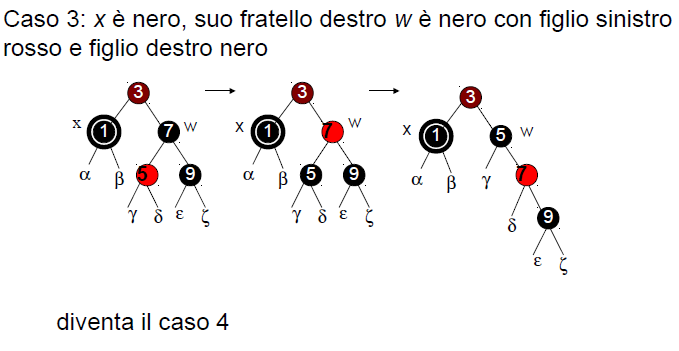 Caso 3: x è nero, suo fratello destro w è nero con figlio sinistro
rosso e figlio destro nero
3 3 3
x 1 7 w x 1 7 w x 1 5 w
α β 5 9 α β 5 9 α β γ 7
γ δ ε ζ γ δ ε ζ δ 9
ε ζ
diventa il caso 4